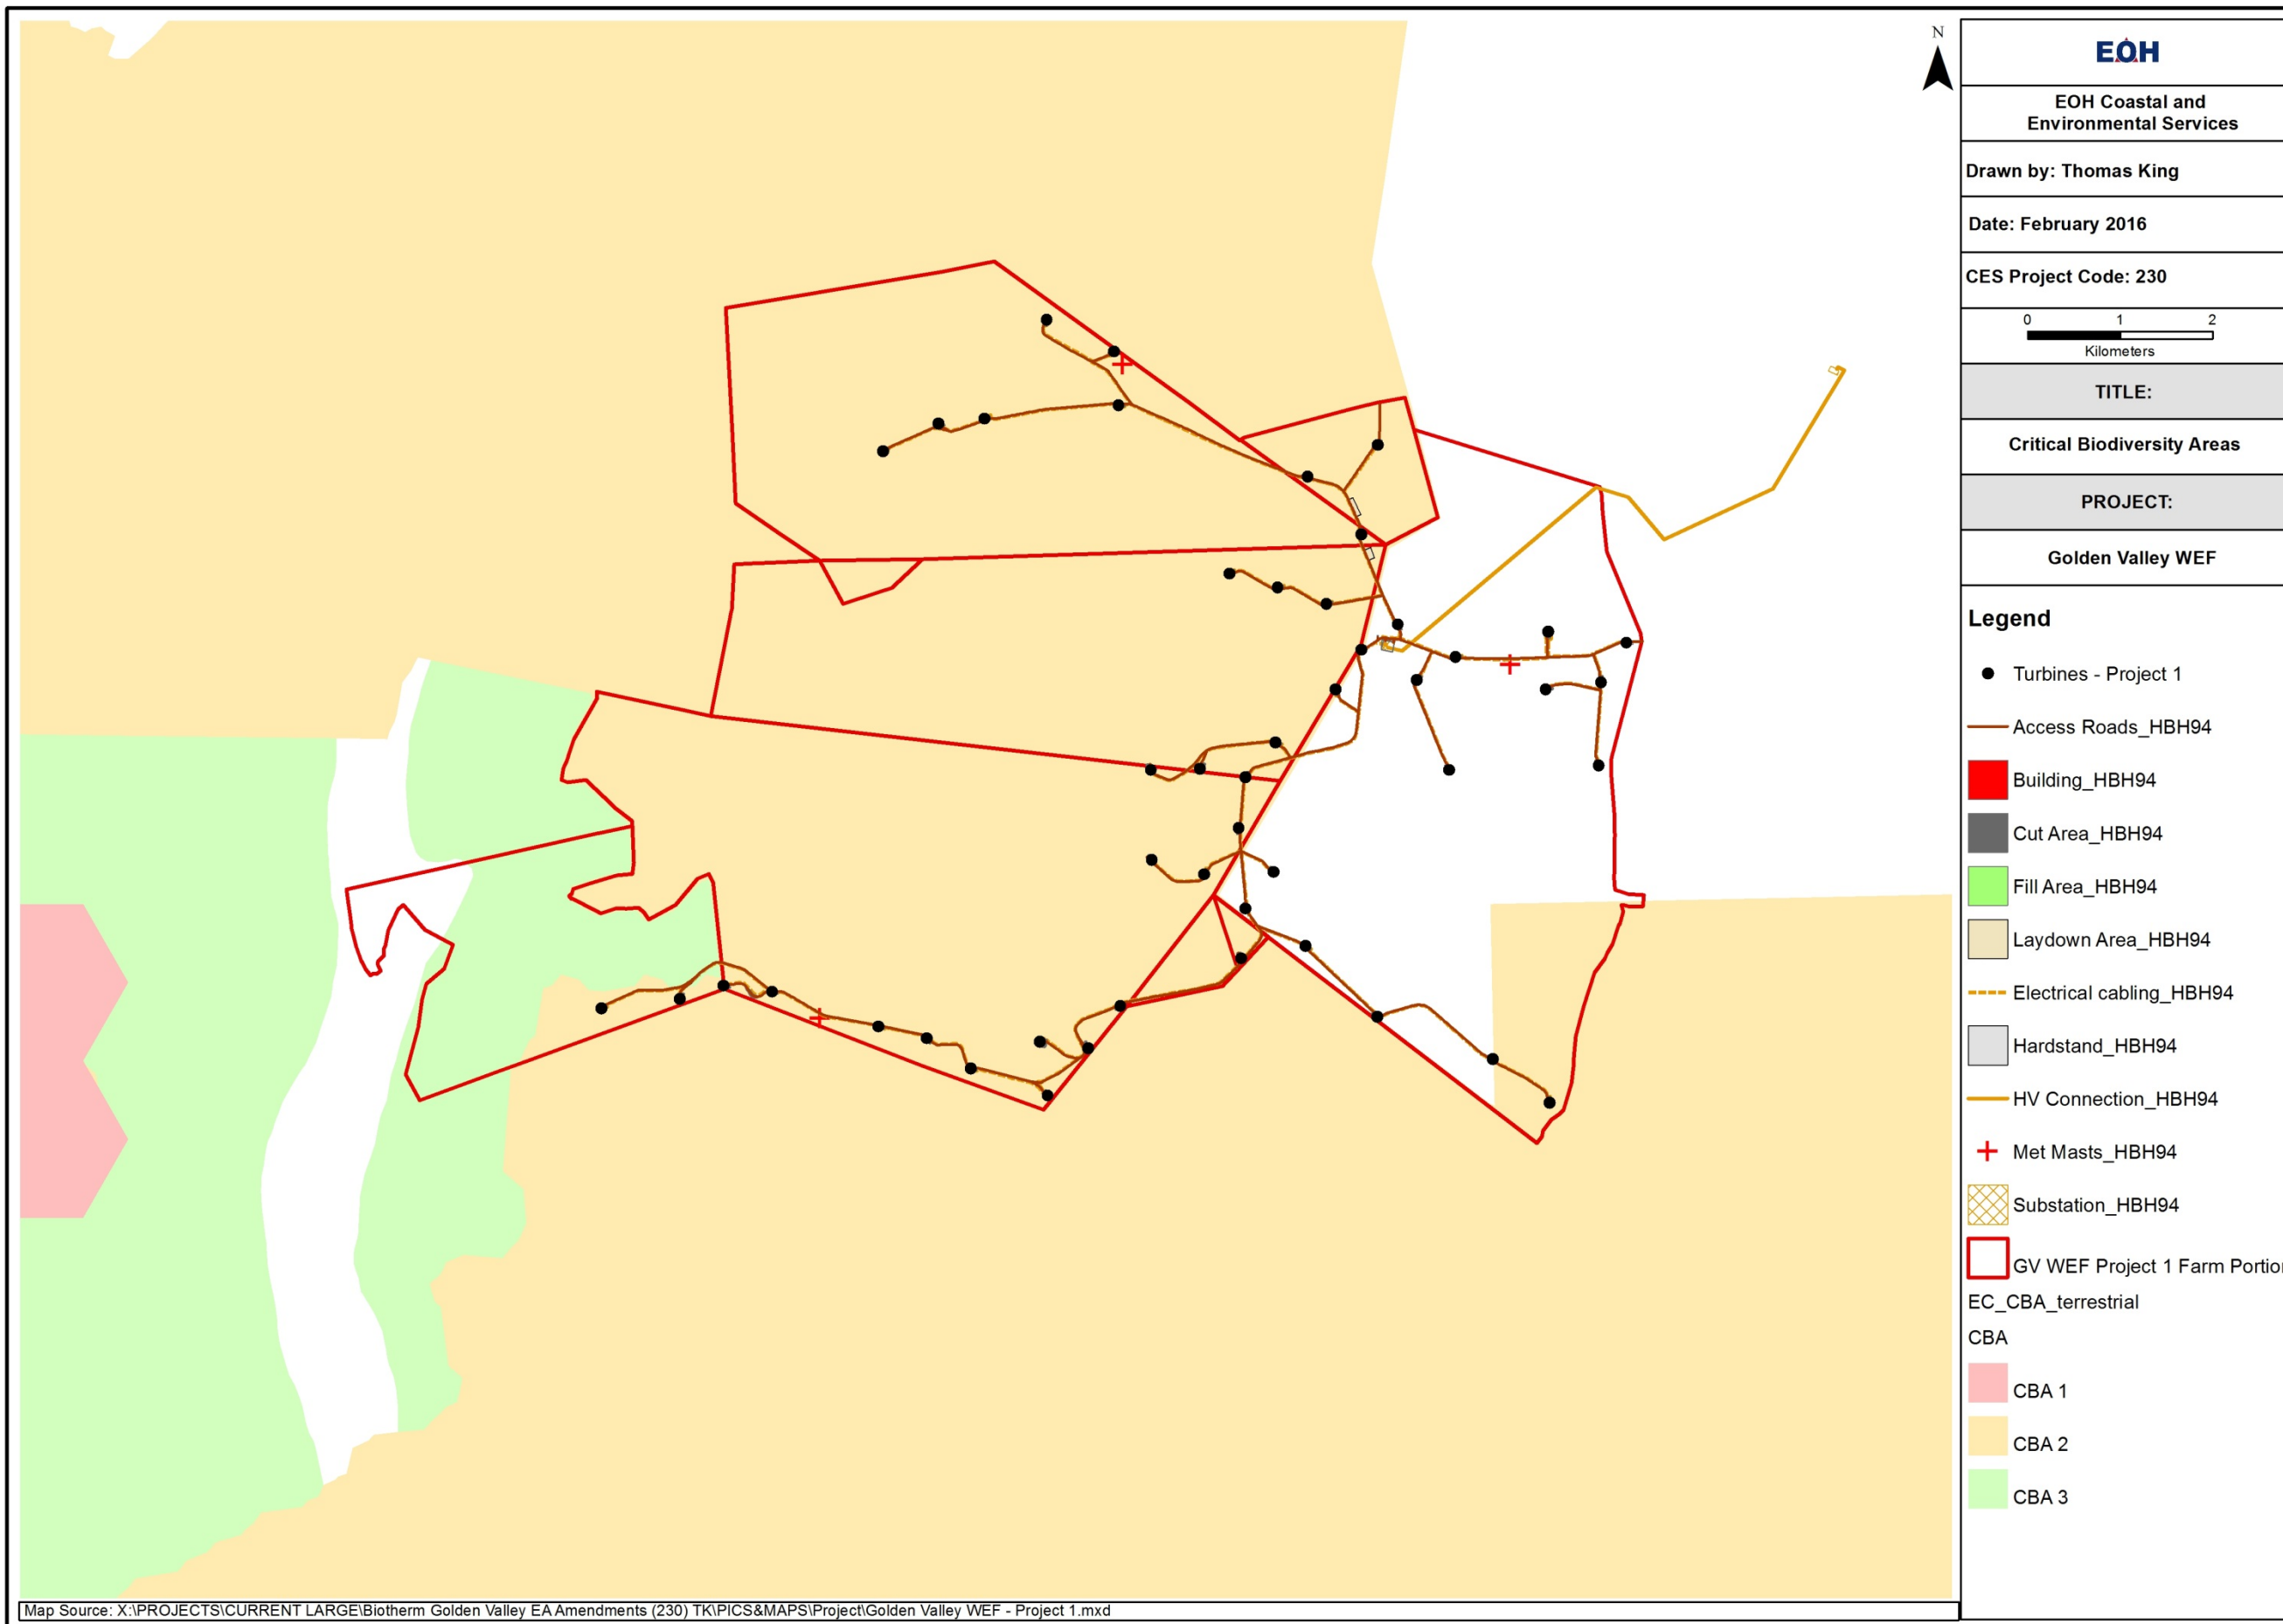 N
EOH
EOH Coastal and
Environmental Services
Drawn by: Thomas King
Date: February 2016
CES Project Code: 230
0 1 2
Kilometers
TITLE:
Critical Biodiversity Areas
PROJECT:
Golden Valley WEF
Legend
Turbines - Project 1
Access Roads_HBH94
Building_HBH94
Cut Area_HBH94
Fill Area_HBH94
Laydown Area_HBH94
Electrical cabling_HBH94
Hardstand_HBH94
HV Connection_HBH94
Met Masts_HBH94
Substation_HBH94
GV WEF Project 1 Farm Portion
EC_CBA_terrestrial
CBA
CBA 1
CBA 2
CBA 3
Map Source: X:\PROJECTS\CURRENT LARGE\Biotherm Golden Valley EA Amendments (230) TK\PICS&MAPS\Project\Golden Valley WEF - Project 1.mxd